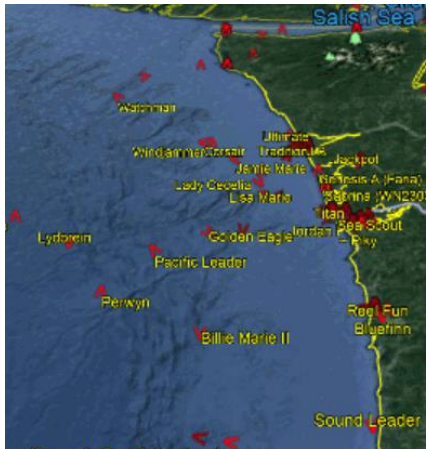 Salish Sea
Watchman
Ultimate
Windjammer Corsair
Jackpot
Jamie Marie
Genesis A (Faria)
Lady Cecelia
Lisa Marie
Titan
Sea Scout
Lydorein
Golden Eagle
Jordan
Pacific Leader
Perwyn
Reel Fun
Bluefinn
Billie Marie II
Sound Leader